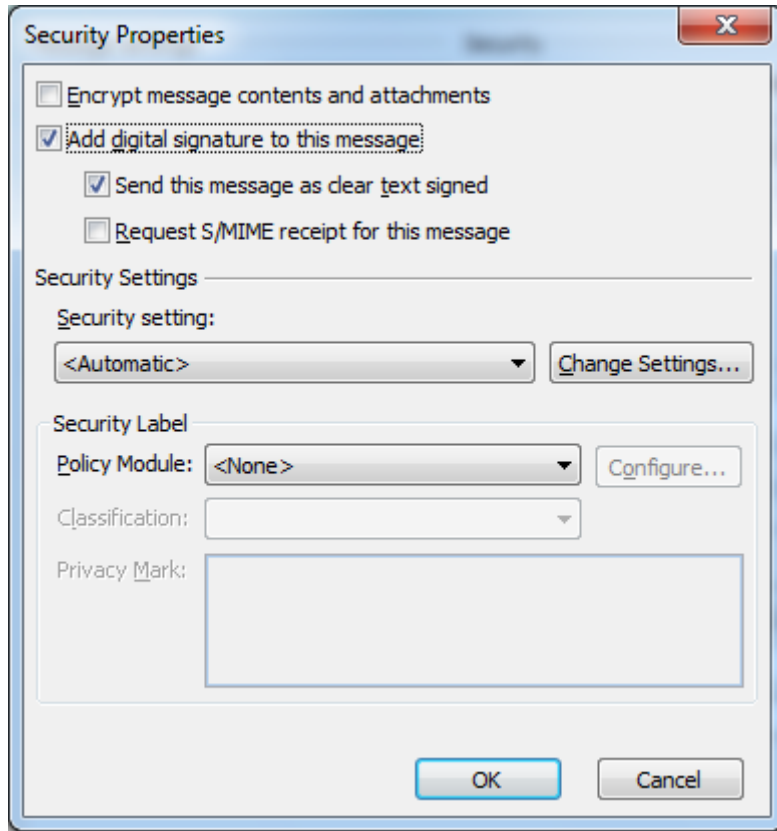 Security Properties
Security
Encrypt message contents and attachments
Add digital signature to this message
Send this message as clear text signed
Request S/MIME receipt for this message
Security Settings
Security setting:
<Automatic>
Change Settings...
Security Label
Policy Module:
<None>
Configure...
Classification:
Privacy Mark:
OK
Cancel